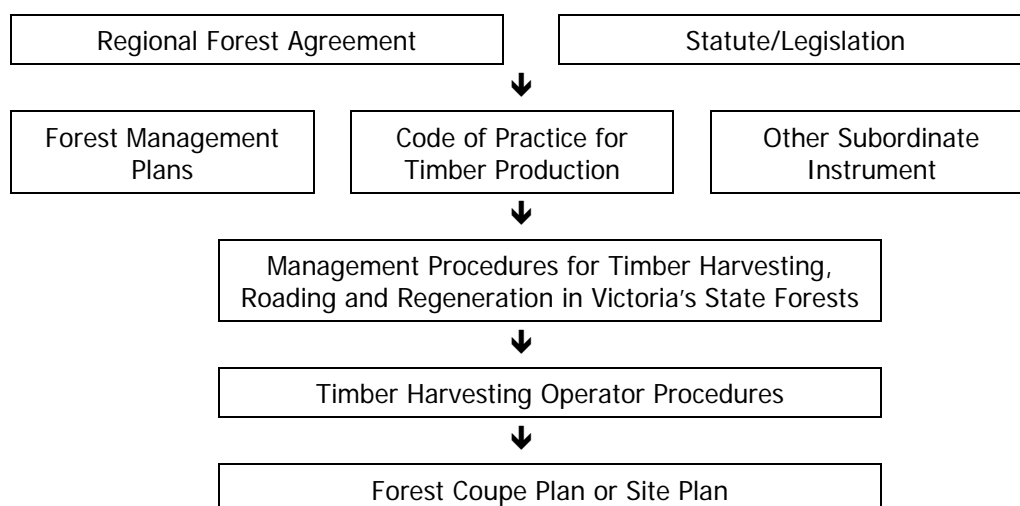 Regional Forest Agreement
Statute/Legislation
Forest Management
Plans
Code of Practice for
Timber Production
Other Subordinate
Instrument
Management Procedures for Timber Harvesting,
Roading and Regeneration in Victoria’s State Forests
Timber Harvesting Operator Procedures
Forest Coupe Plan or Site Plan